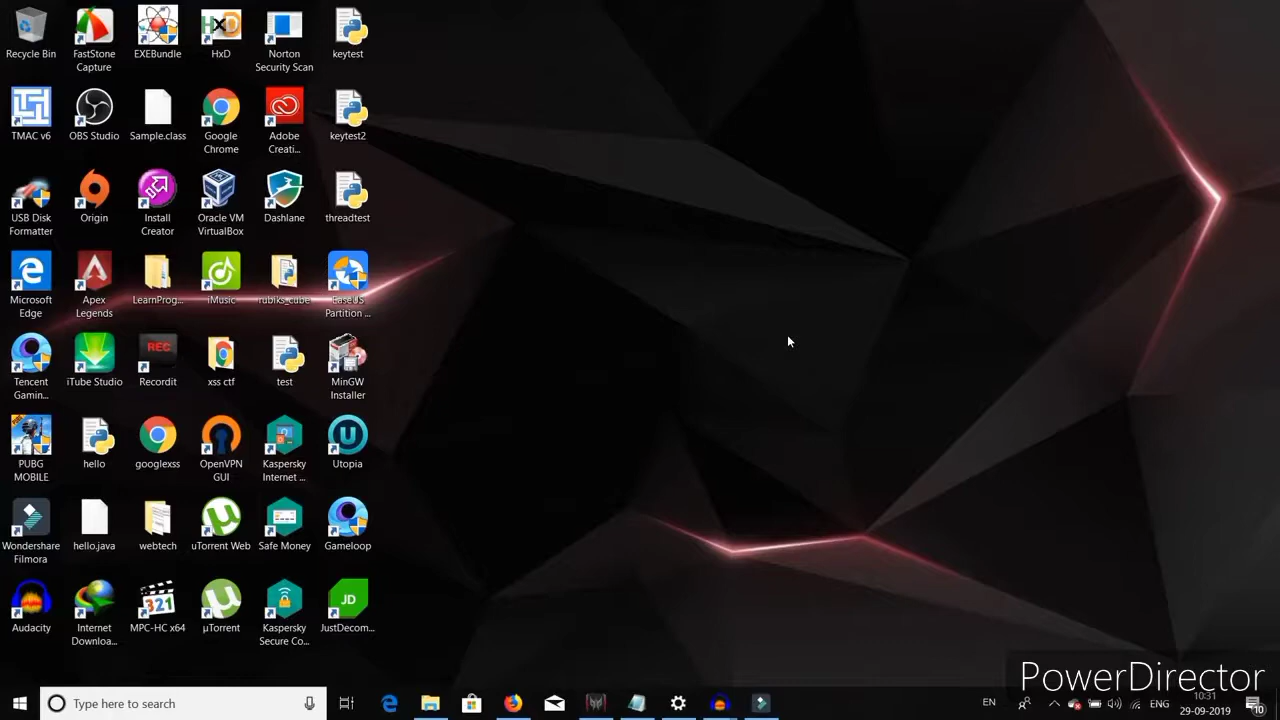 Recycle Bin
FastStone
Capture
EXEBundle
HxD
Norton
Security Scan
keytest
TMAC v6
OBS Studio
Sample.class
Google
Chrome
Adobe
Creati...
keytest2
USB Disk
Formatter
Origin
Install
Creator
Oracle VM
VirtualBox
Dashlane
threadtest
Microsoft
Edge
Apex
Legends
LearnProg...
iMusic
rubiks_cube
EaseUS
Partition ...
Tencent
Gamin...
iTube Studio
REC
Recordit
xss ctf
test
MinGW
Installer
PUBG
MOBILE
hello
googlexss
OpenVPN
GUI
Kaspersky
Internet ...
U
Utopia
Wondershare
Filmora
hello.java
webtech
uTorrent Web
Safe Money
Gameloop
Audacity
Internet
Downloa...
321
MPC-HC x64
µTorrent
Kaspersky
Secure Co...
JD
JustDecom...
PowerDirector
Type here to search
EN
ENG
10:31
29-09-2019
10